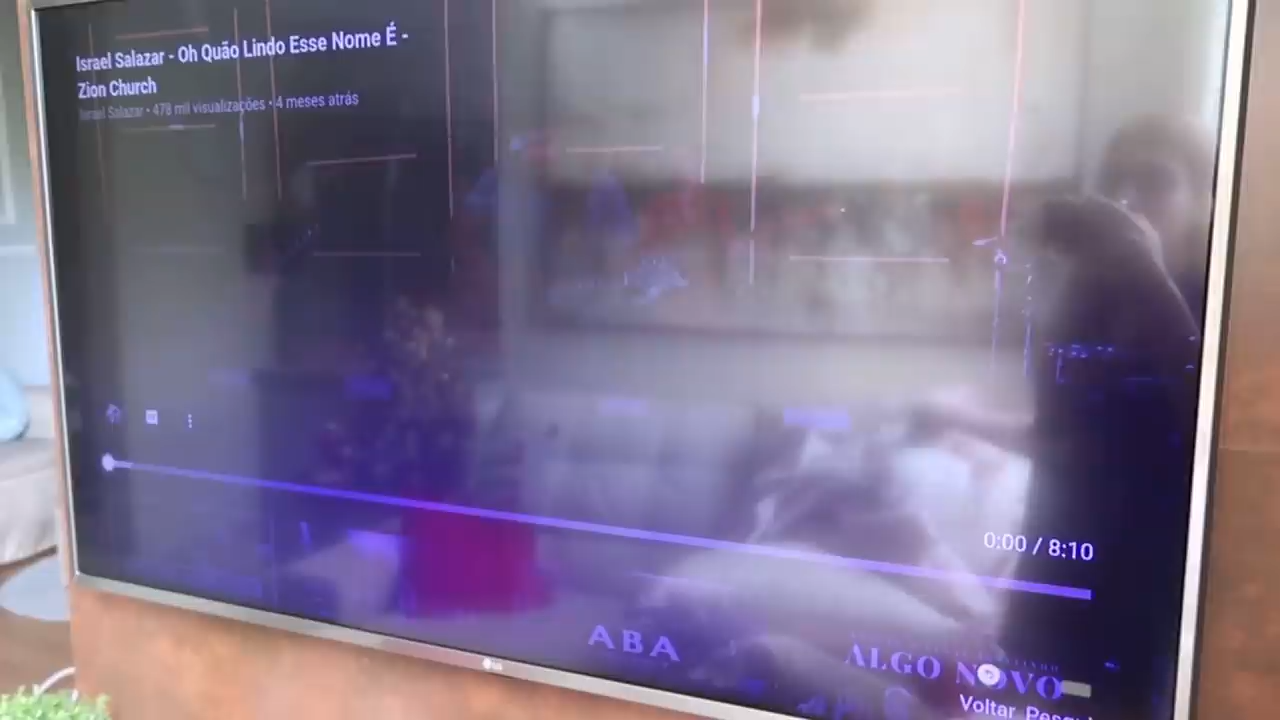 Israel Salazar - Oh Quão Lindo Esse Nome É -
Zion Church
Israel Salazar • 478 mil visualizações • 4 meses atrás
0:00 / 8:10
ABA
ALGO NOVO
Voltar
LG